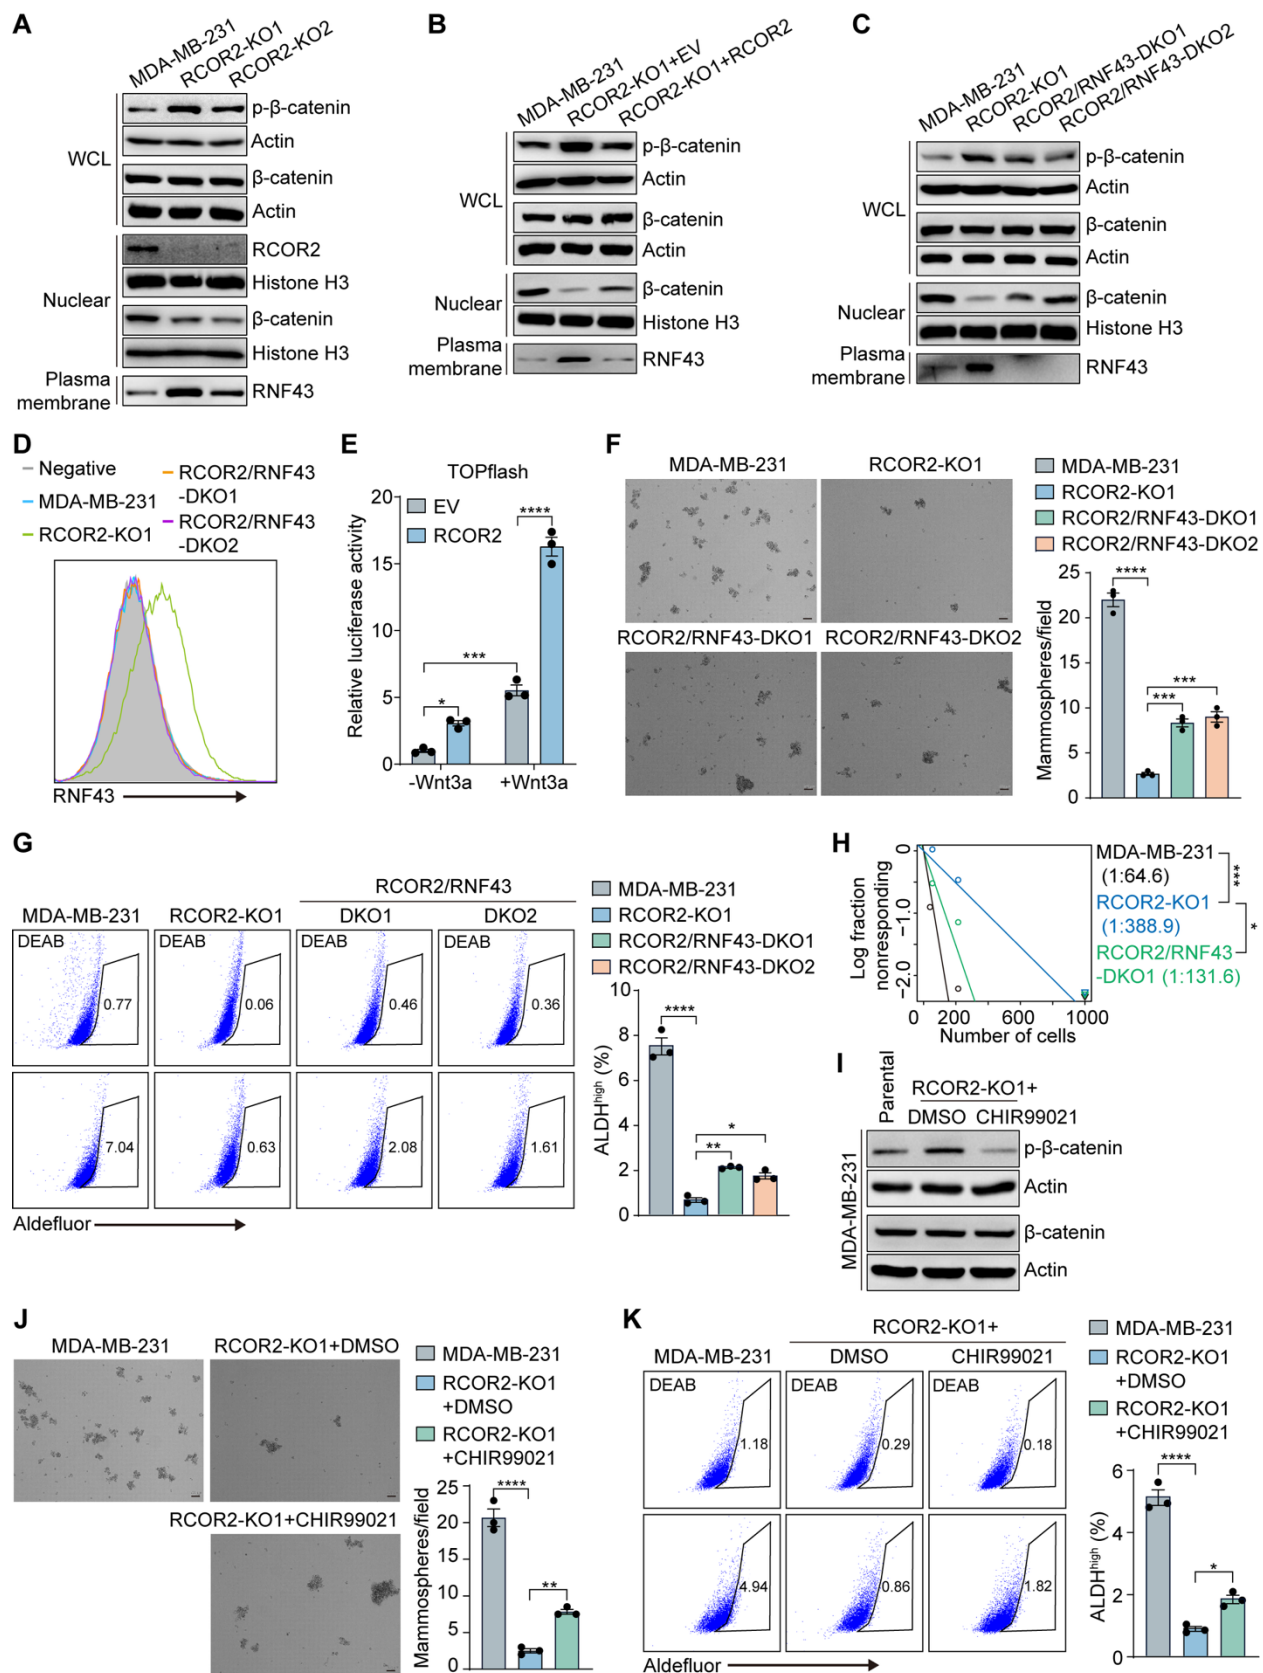 A
MDA-MB-231
RCOR2-KO1
RCOR2-KO2
WCL
p-β-catenin
Actin
β-catenin
Actin
Nuclear
RCOR2
Histone H3
β-catenin
Histone H3
Plasma
membrane
RNF43
B
MDA-MB-231
RCOR2-KO1+EV
RCOR2-KO1+RCOR2
WCL
p-β-catenin
Actin
β-catenin
Actin
Nuclear
β-catenin
Histone H3
Plasma
membrane
RNF43
C
MDA-MB-231
RCOR2-KO1
RCOR2/RNF43-DKO1
RCOR2/RNF43-DKO2
WCL
p-β-catenin
Actin
β-catenin
Actin
Nuclear
β-catenin
Histone H3
Plasma
membrane
RNF43
D
Negative
MDA-MB-231
RCOR2-KO1
RCOR2/RNF43
-DKO1
RCOR2/RNF43
-DKO2
RNF43
E
TOPflash
EV
RCOR2
Relative luciferase activity
20
15
10
5
0
*
***
****
-Wnt3a
+Wnt3a
F
MDA-MB-231
RCOR2-KO1
RCOR2/RNF43-DKO1
RCOR2/RNF43-DKO2
MDA-MB-231
RCOR2-KO1
RCOR2/RNF43-DKO1
RCOR2/RNF43-DKO2
Mammospheres/field
25
20
15
10
5
0
****
***
***
G
RCOR2/RNF43
MDA-MB-231
RCOR2-KO1
DKO1
DKO2
DEAB
0.77
DEAB
0.06
DEAB
0.46
DEAB
0.36
7.04
0.63
2.08
1.61
Aldefluor
MDA-MB-231
RCOR2-KO1
RCOR2/RNF43-DKO1
RCOR2/RNF43-DKO2
ALDHhigh (%)
8
6
4
2
0
****
*
**
H
Log fraction
nonresponding
0
-1.0
-2.0
0
200
600
1000
Number of cells
MDA-MB-231
(1:64.6)
RCOR2-KO1
(1:388.9)
RCOR2/RNF43
-DKO1 (1:131.6)
***
*
I
MDA-MB-231
Parental
RCOR2-KO1+
DMSO
CHIR99021
p-β-catenin
Actin
β-catenin
Actin
J
MDA-MB-231
RCOR2-KO1+DMSO
RCOR2-KO1+CHIR99021
MDA-MB-231
RCOR2-KO1
+DMSO
RCOR2-KO1
+CHIR99021
Mammospheres/field
25
20
15
10
5
0
****
**
K
RCOR2-KO1+
MDA-MB-231
DMSO
CHIR99021
DEAB
1.18
DEAB
0.29
DEAB
0.18
4.94
0.86
1.82
Aldefluor
MDA-MB-231
RCOR2-KO1
+DMSO
RCOR2-KO1
+CHIR99021
ALDHhigh (%)
6
4
2
0
****
*